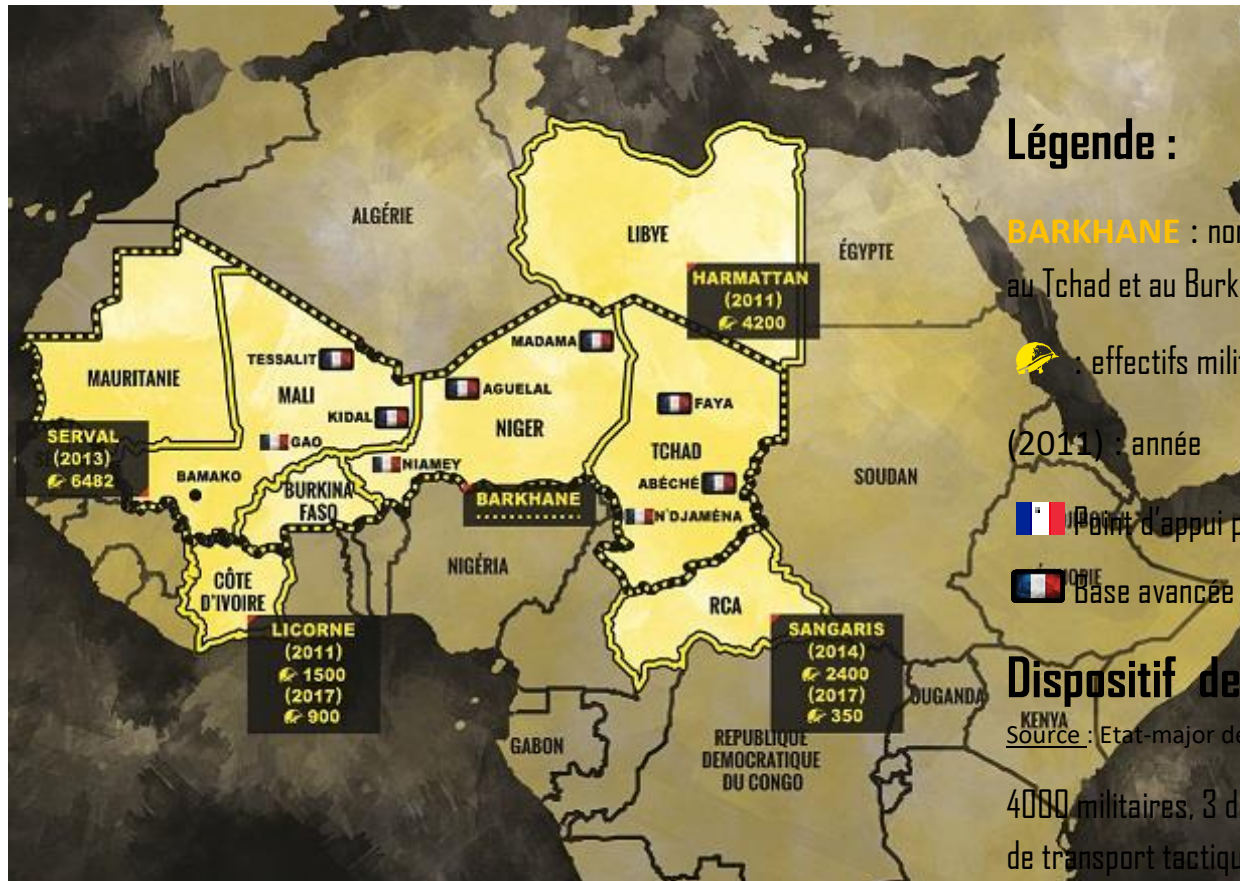 Légende :
BARKHANE : nor
au Tchad et au Burk
: effectifs milit
(2011) : année
Point d'appui p
Base avancée
Dispositif de
Source : Etat-major de
4000 militaires, 3 d
de transport tactiqu
ALGÉRIE
LIBYE
ÉGYPTE
HARMATTAN
(2011)
4200
MAURITANIE
TESSALIT
MALI
KIDAL
GAO
BAMAKO
SERVAL
(2013)
6482
MADAMA
AGUELAL
NIGER
NIAMEY
BURKINA
FASO
BARKHANE
FAYA
TCHAD
ABÉCHÉ
N'DJAMÉNA
SOUDAN
NIGÉRIA
CÔTE
D'IVOIRE
LICORNE
(2011)
1500
(2017)
900
RCA
SANGARIS
(2014)
2400
(2017)
350
OUGANDA
KENYA
GABON
REPUBLIQUE
DEMOCRATIQUE
DU CONGO